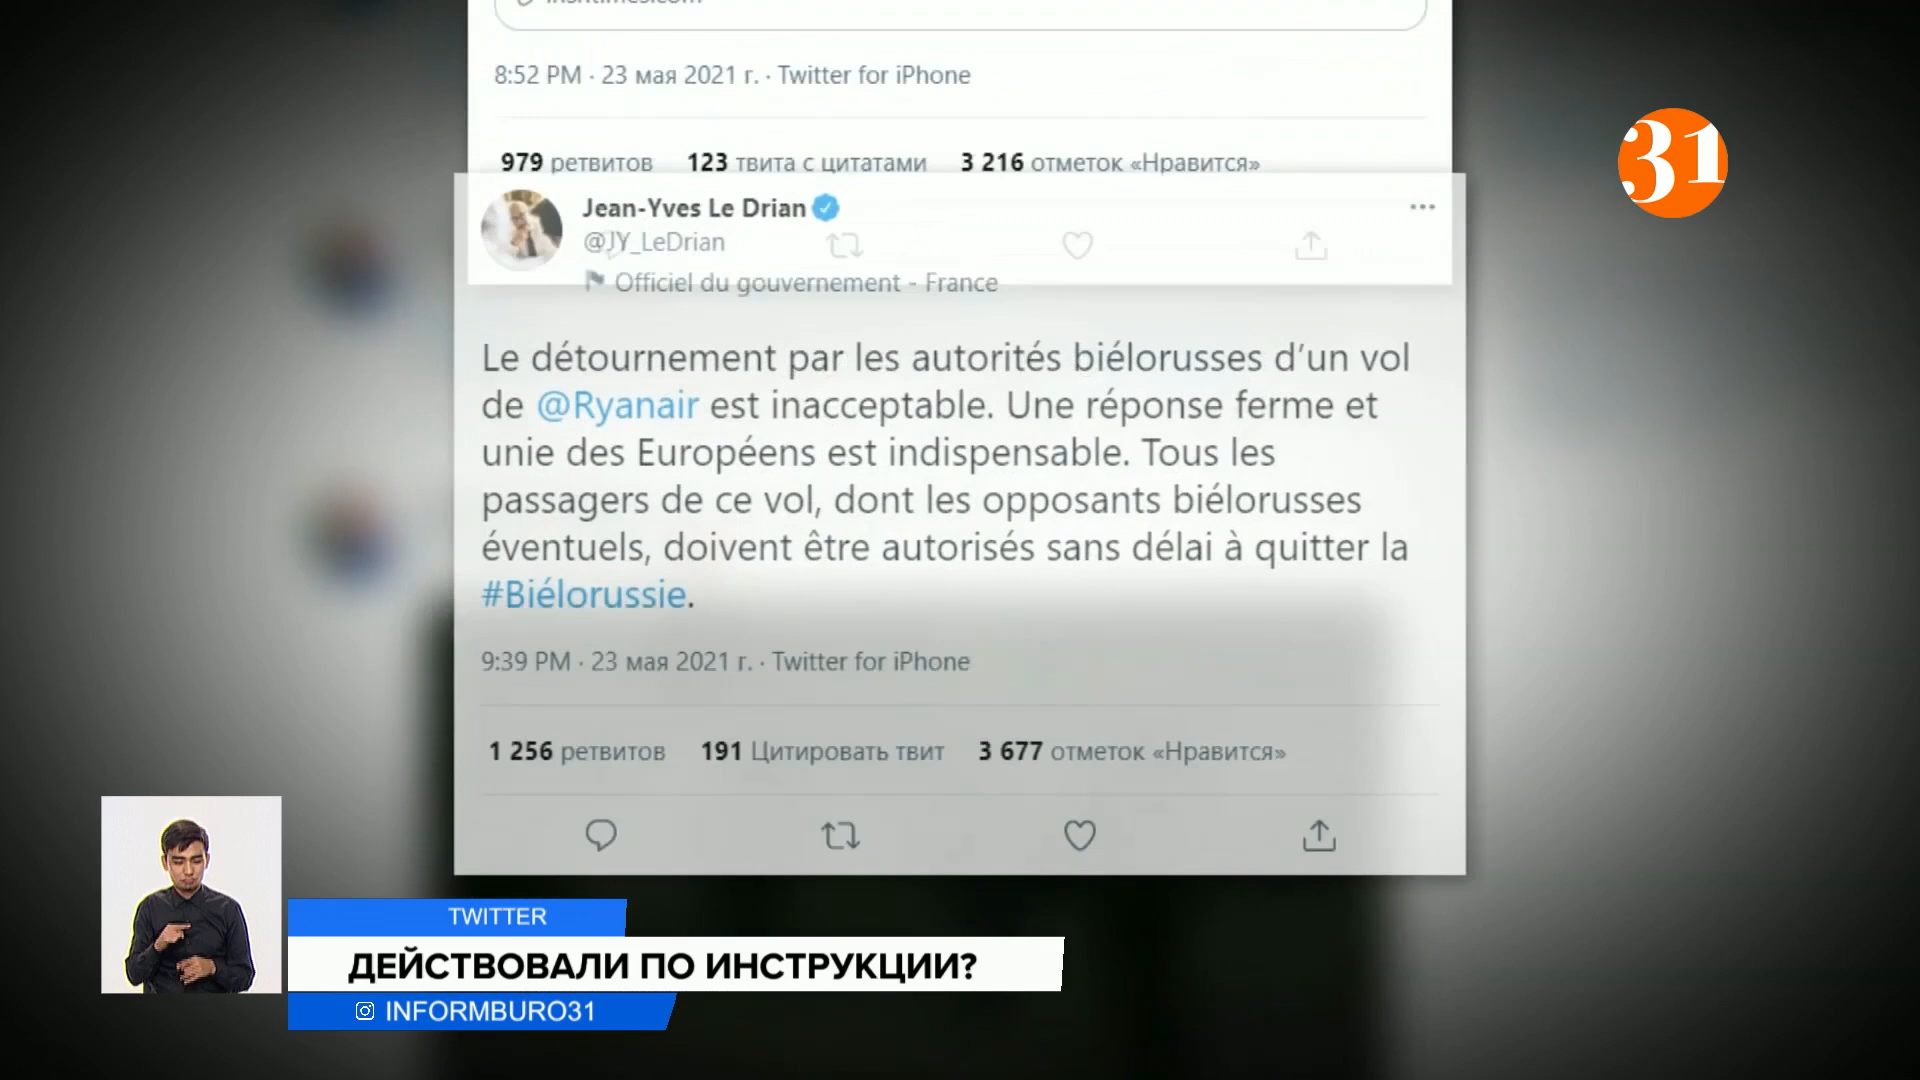 8:52 PM · 23 мая 2021 г. · Twitter for iPhone
979 ретвитов 123 твита с цитатами 3 216 отметок «Нравится»
31
Jean-Yves Le Drian
@JY_LeDrian
Officiel du gouvernement - France
Le détournement par les autorités biélorusses d’un vol
de @Ryanair est inacceptable. Une réponse ferme et
unie des Européens est indispensable. Tous les
passagers de ce vol, dont les opposants biélorusses
éventuels, doivent être autorisés sans délai à quitter la
#Biélorussie.
9:39 PM · 23 мая 2021 г. · Twitter for iPhone
1 256 ретвитов 191 Цитировать твит 3 677 отметок «Нравится»
TWITTER
ДЕЙСТВОВАЛИ ПО ИНСТРУКЦИИ?
INFORMBURO31